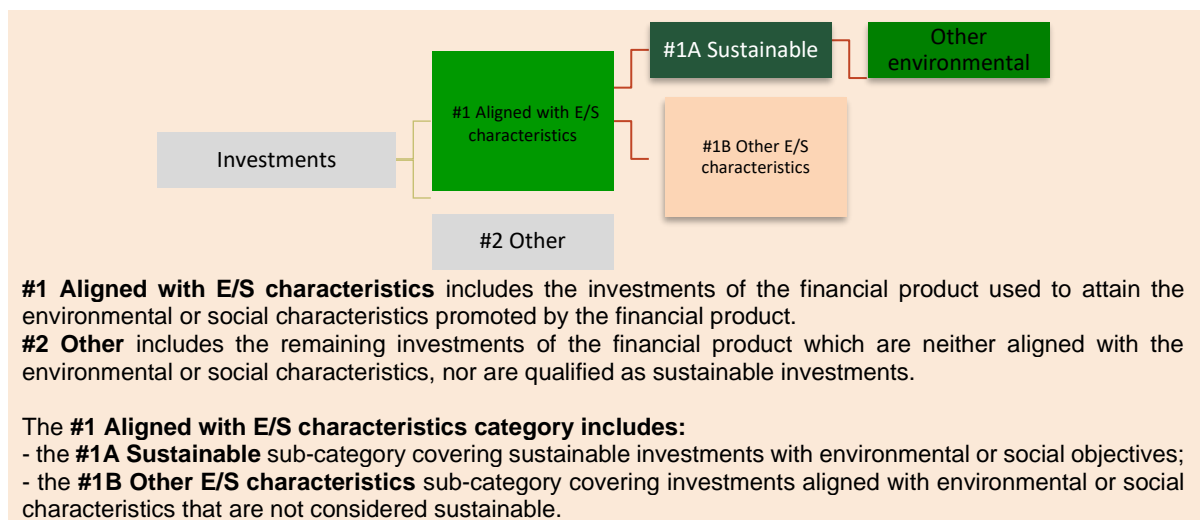 #1A Sustainable
Other
environmental
#1 Aligned with E/S
characteristics
#1B Other E/S
characteristics
Investments
#2 Other
#1 Aligned with E/S characteristics includes the investments of the financial product used to attain the
environmental or social characteristics promoted by the financial product.
#2 Other includes the remaining investments of the financial product which are neither aligned with the
environmental or social characteristics, nor are qualified as sustainable investments.
The #1 Aligned with E/S characteristics category includes:
- the #1A Sustainable sub-category covering sustainable investments with environmental or social objectives;
- the #1B Other E/S characteristics sub-category covering investments aligned with environmental or social
characteristics that are not considered sustainable.